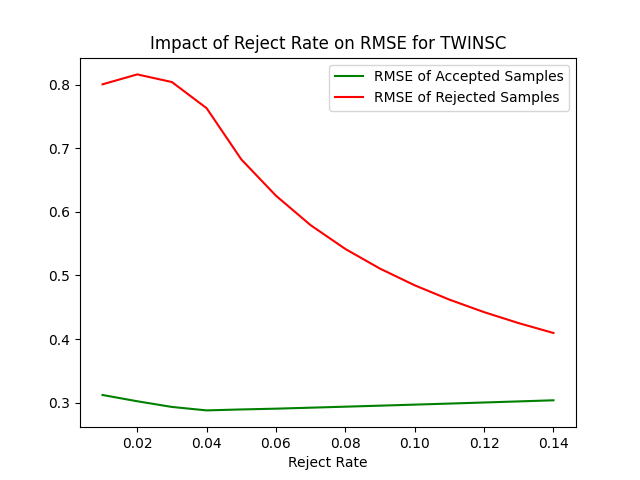 Impact of Reject Rate on RMSE for TWINSC
RMSE of Accepted Samples
RMSE of Rejected Samples
0.8
0.7
0.6
0.5
0.4
0.3
0.02 0.04 0.06 0.08 0.10 0.12 0.14
Reject Rate